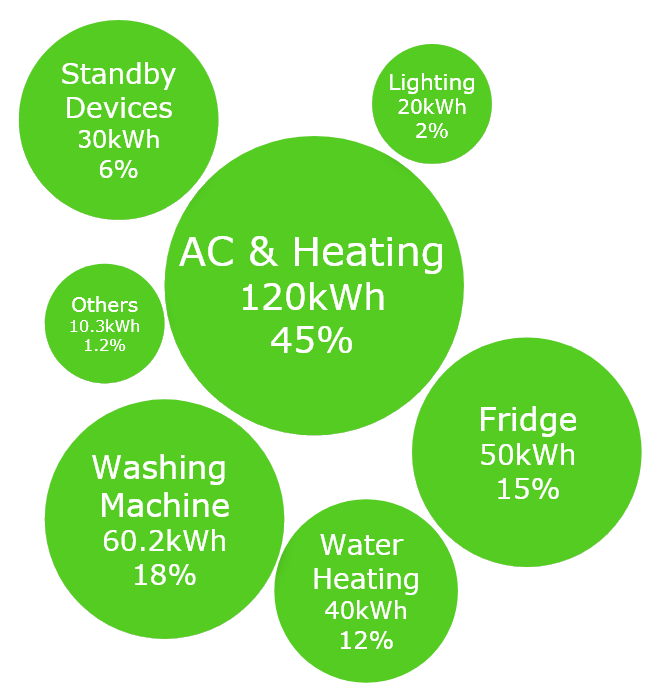 Standby
Devices
30kWh
6%
Lighting
20kWh
2%
AC & Heating
120kWh
45%
Others
10.3kWh
1.2%
Fridge
50kWh
15%
Washing
Machine
60.2kWh
18%
Water
Heating
40kWh
12%